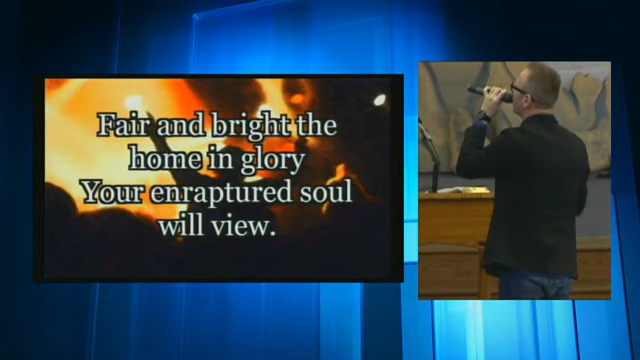 Fair and bright the
home in glory
Your enraptured soul
will view.